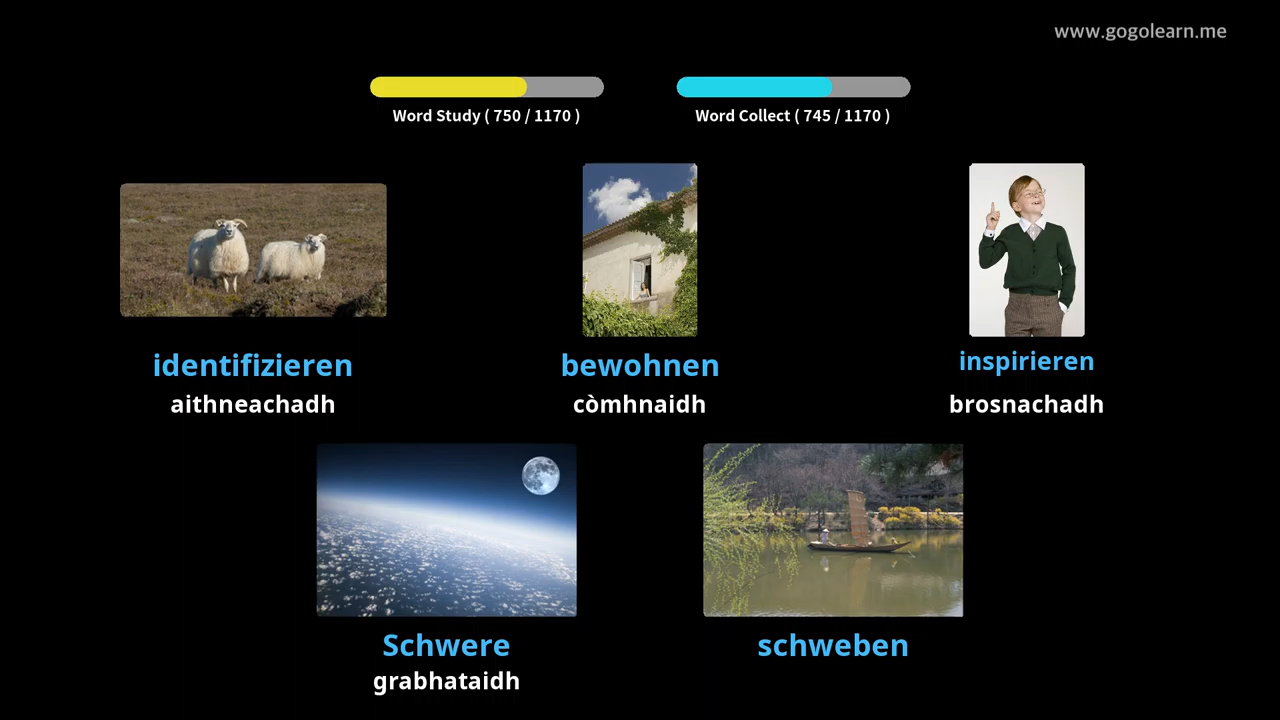 www.gogolearn.me
Word Study ( 750 / 1170 )
Word Collect ( 745 / 1170 )
identifizieren
aithneachadh
bewohnen
còmhnaidh
inspirieren
brosnachadh
Schwere
grabhataidh
schweben